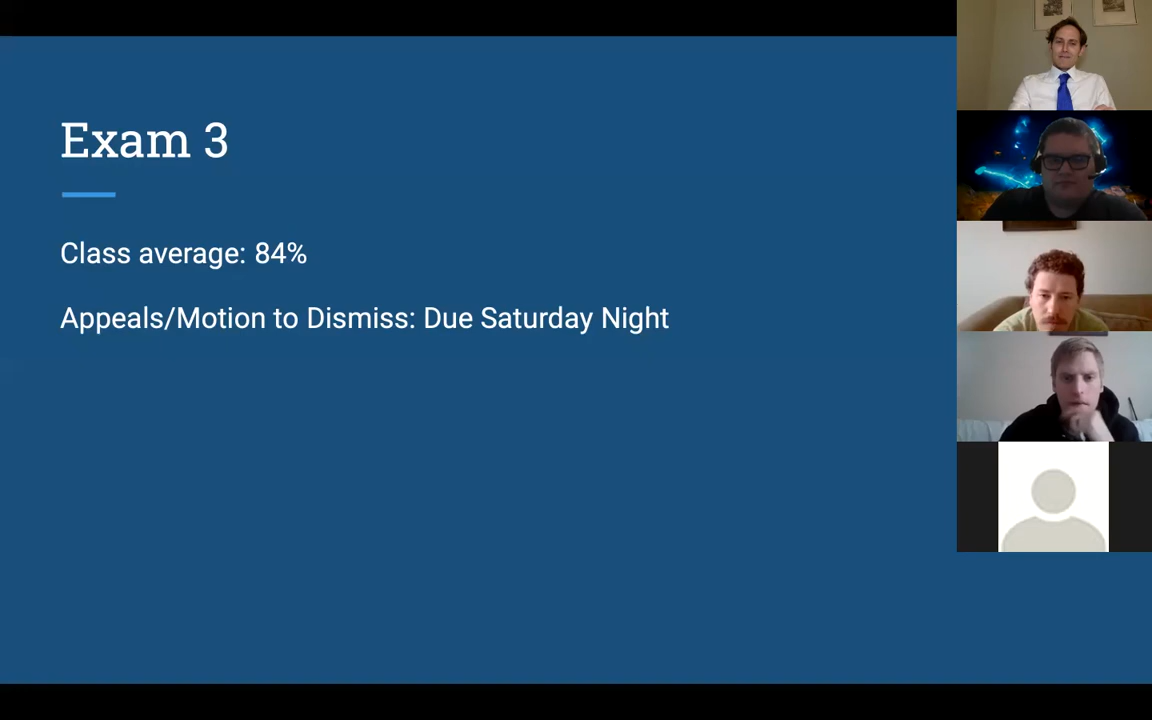 Exam 3
Class average: 84%
Appeals/Motion to Dismiss: Due Saturday Night